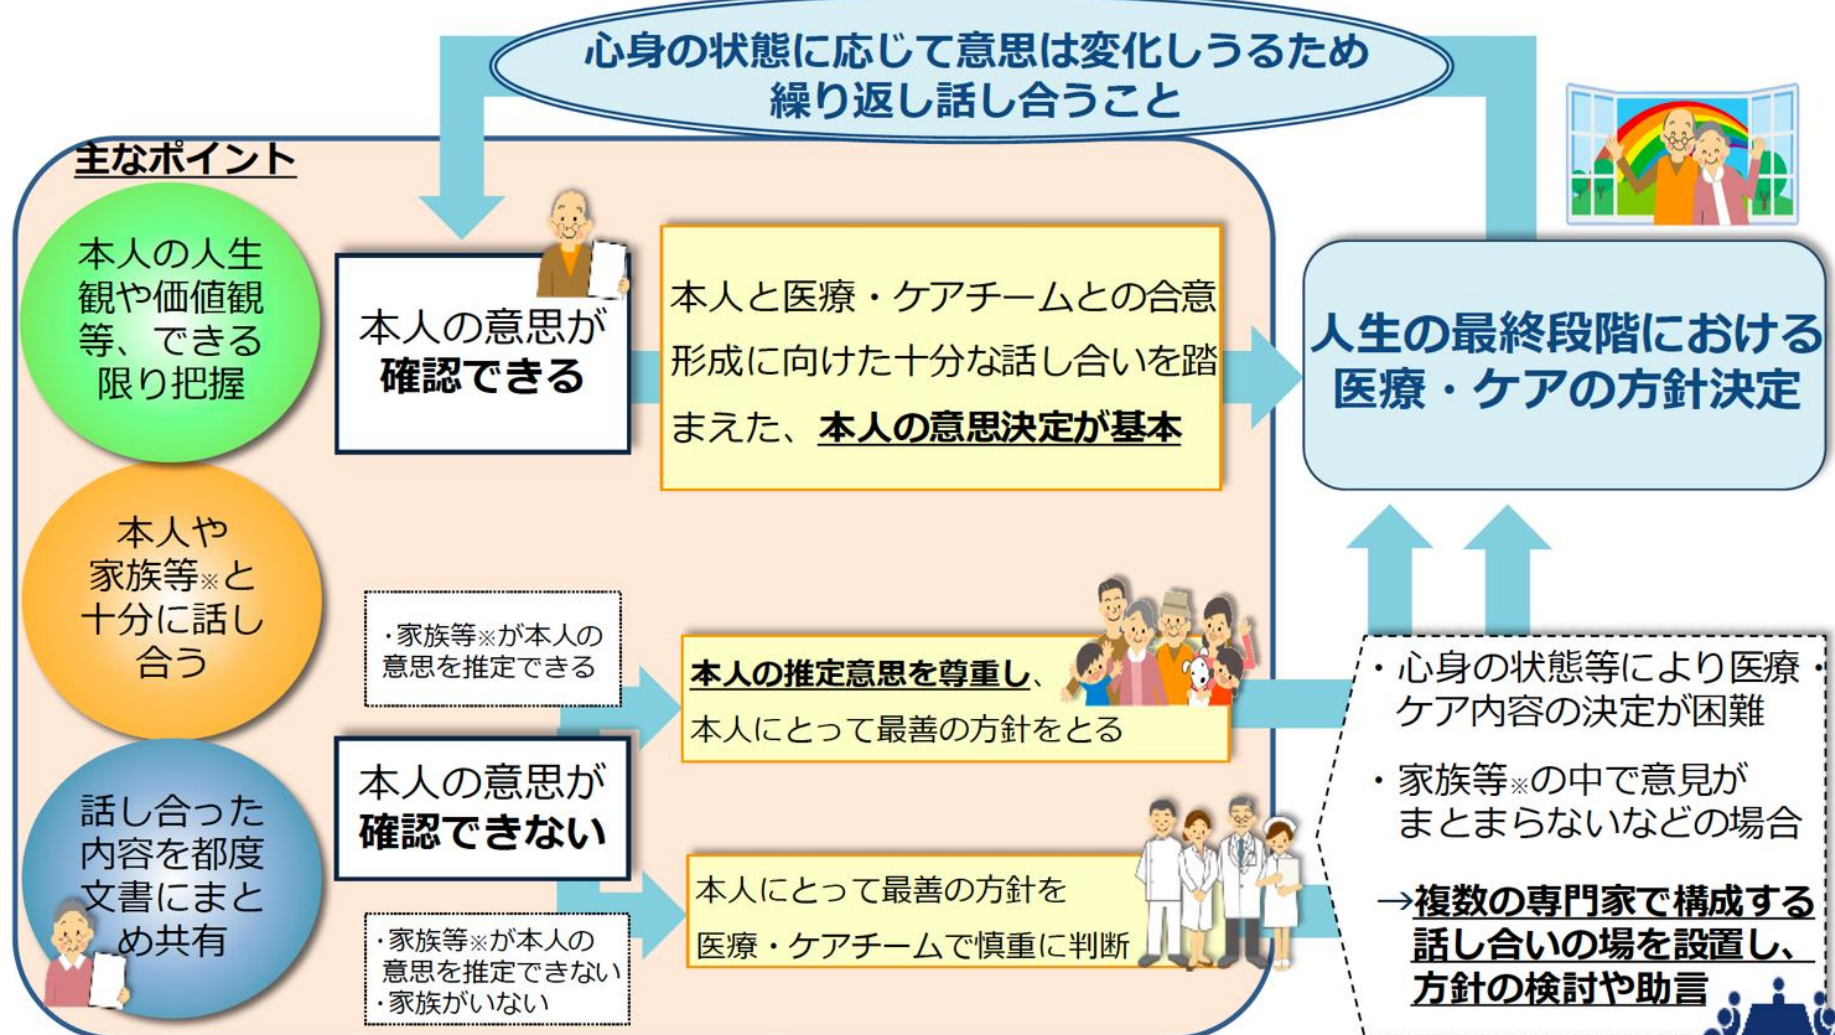 心身の状態に応じて意思は変化しうるため
繰り返し話し合うこと
主なポイント
本人の人生
観や価値観
等、できる
限り把握
本人や
家族等※と
十分に話し
合う
話し合った
内容を都度
文書にまと
め共有
本人の意思が
確認できる
本人と医療・ケアチームとの合意
形成に向けた十分な話し合いを踏
まえた、本人の意思決定が基本
人生の最終段階における
医療・ケアの方針決定
・家族等※が本人の
意思を推定できる
本人の推定意思を尊重し、
本人にとって最善の方針をとる
本人の意思が
確認できない
・家族等※が本人の
意思を推定できない
・家族がいない
本人にとって最善の方針を
医療・ケアチームで慎重に判断
・心身の状態等により医療・
ケア内容の決定が困難
・家族等※の中で意見が
まとまらないなどの場合
→複数の専門家で構成する
話し合いの場を設置し、
方針の検討や助言